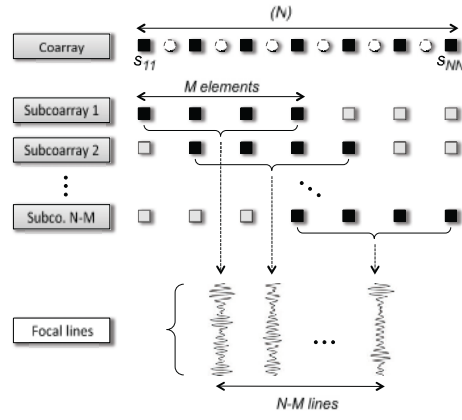 (N)
Coarray
S11
SNN
M elements
Subcoarray 1
Subcoarray 2
Subco. N-M
Focal lines
N-M lines